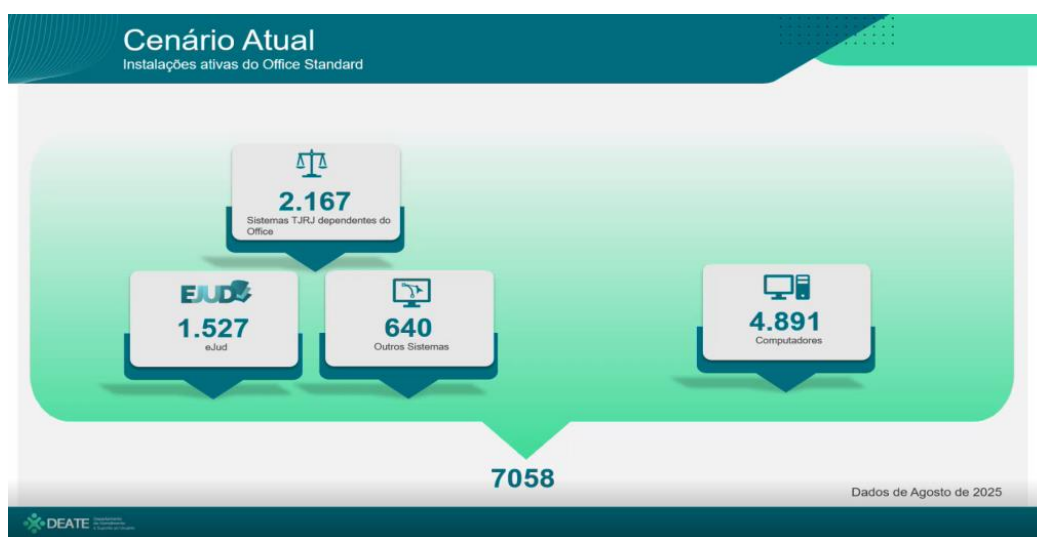 Cenário Atual
Instalações ativas do Office Standard
2.167
Sistemas TJRJ dependentes do
Office
EJUD
1.527
eJud
640
Outros Sistemas
4.891
Computadores
7058
Dados de Agosto de 2025
DEATE